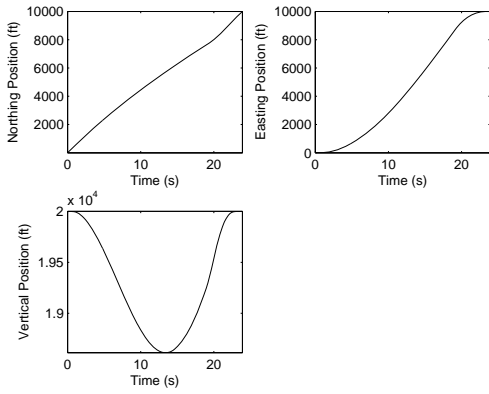 10000
8000
6000
4000
2000
0 10 20
Time (s)
Northing Position (ft)
10000
8000
6000
4000
2000
0
0 10 20
Time (s)
Easting Position (ft)
x 10^4
2
1.95
1.9
0 10 20
Time (s)
Vertical Position (ft)